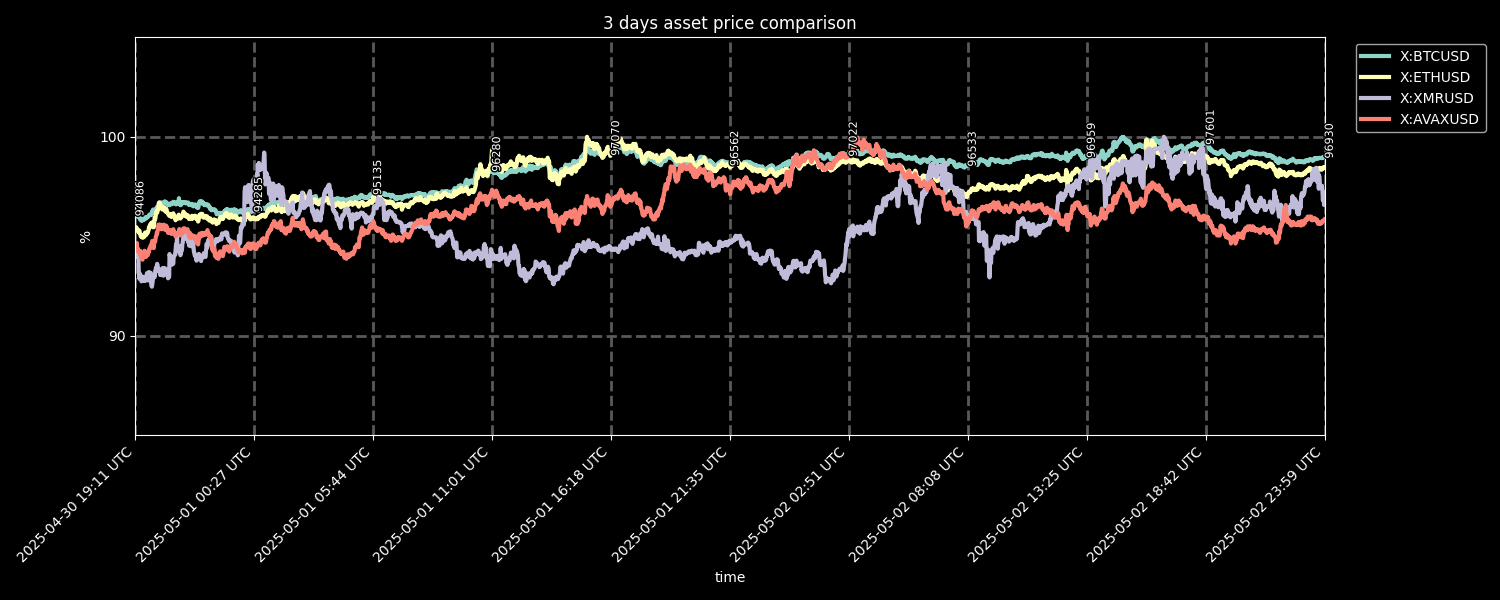 3 days asset price comparison
X:BTCUSD
X:ETHUSD
X:XMRUSD
X:AVAXUSD
100
90
%
94086
94285
95135
96280
97070
96562
97022
96533
96959
97601
96930
2025-04-30 19:11 UTC
2025-05-01 00:27 UTC
2025-05-01 05:44 UTC
2025-05-01 11:01 UTC
2025-05-01 16:18 UTC
2025-05-01 21:35 UTC
2025-05-02 02:51 UTC
2025-05-02 08:08 UTC
2025-05-02 13:25 UTC
2025-05-02 18:42 UTC
2025-05-02 23:59 UTC
time